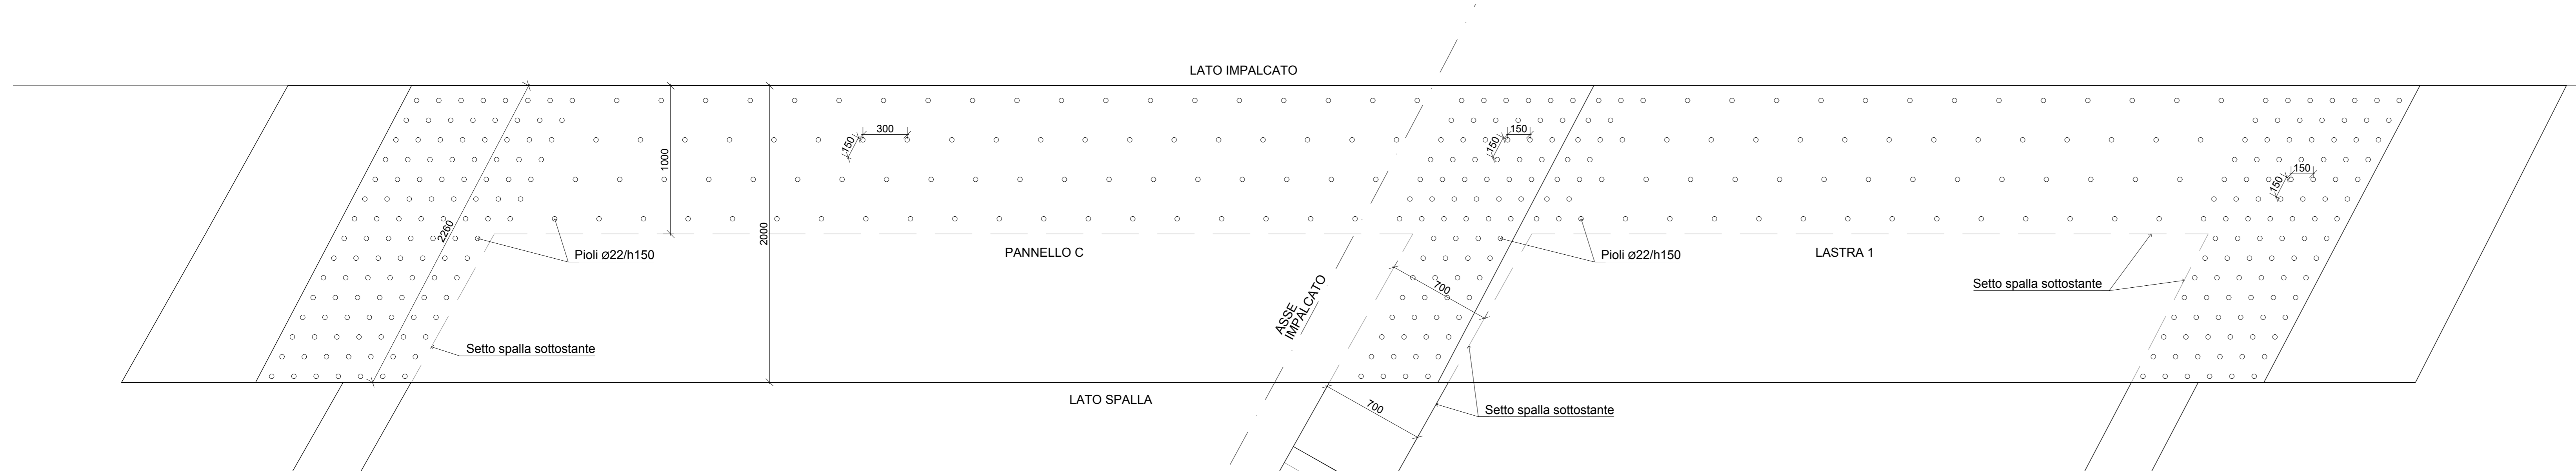 LATO IMPALCATO
300
150
150
150
150
150
1000
2260
2000
Pioli Ø22/h150
PANNELLO C
Pioli Ø22/h150
LASTRA 1
700
Setto spalla sottostante
ASSE
IMPALCATO
Setto spalla sottostante
LATO SPALLA
700
Setto spalla sottostante